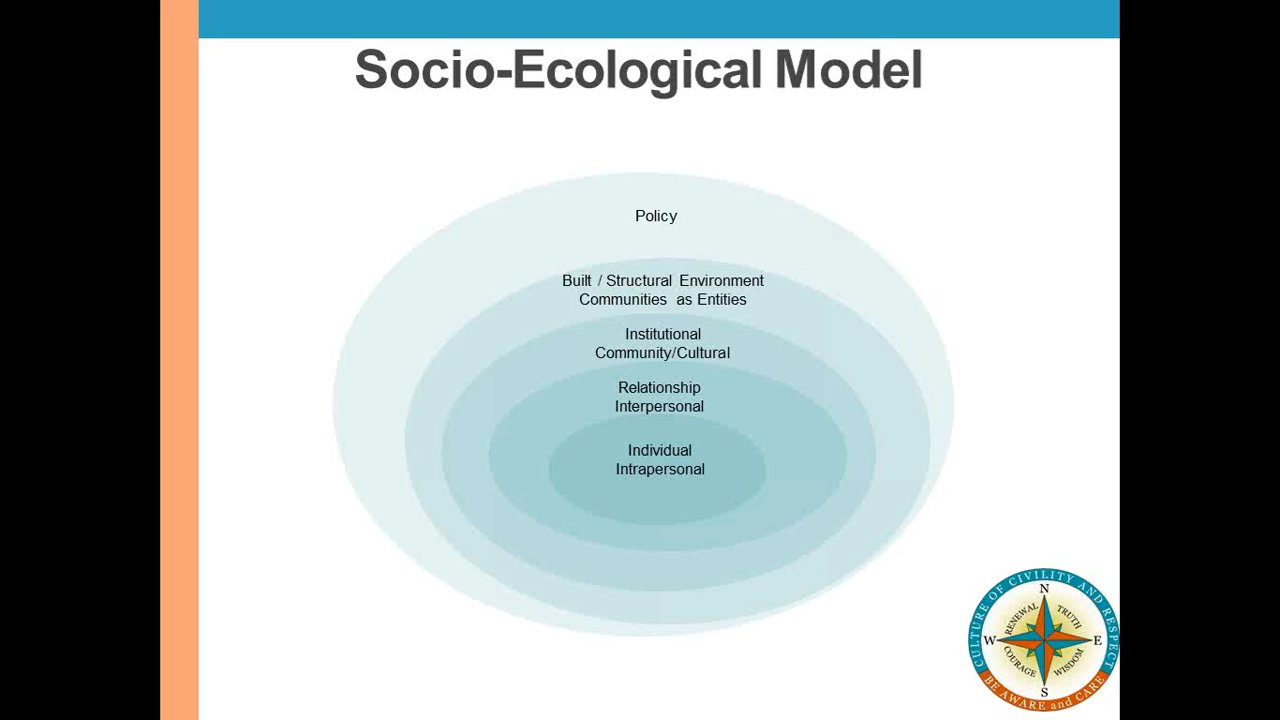 Socio-Ecological Model
Policy
Built / Structural Environment
Communities as Entities
Institutional
Community/Cultural
Relationship
Interpersonal
Individual
Intrapersonal
CULTURE OF CIVILITY AND RESPECT
N
RENEWAL
TRUTH
W
E
COURAGE
WISDOM
S
BE AWARE and CARE